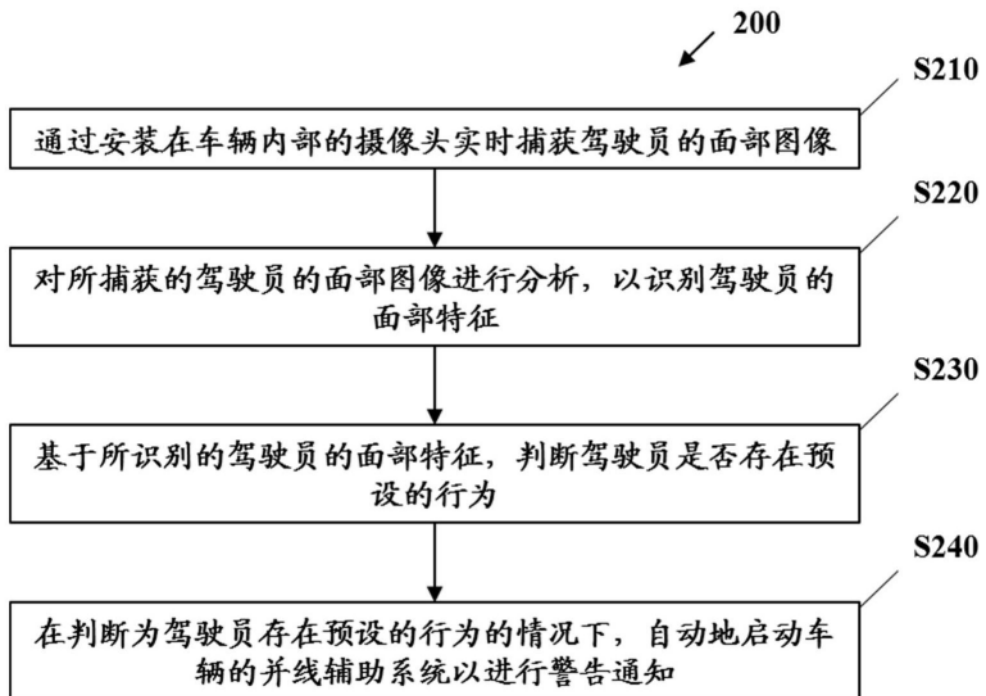 200
S210
通过安装在车辆内部的摄像头实时捕获驾驶员的面部图像
S220
对所捕获的驾驶员的面部图像进行分析，以识别驾驶员的
面部特征
S230
基于所识别的驾驶员的面部特征，判断驾驶员是否存在预
设的行为
S240
在判断为驾驶员存在预设的行为的情况下，自动地启动车
辆的并线辅助系统以进行警告通知